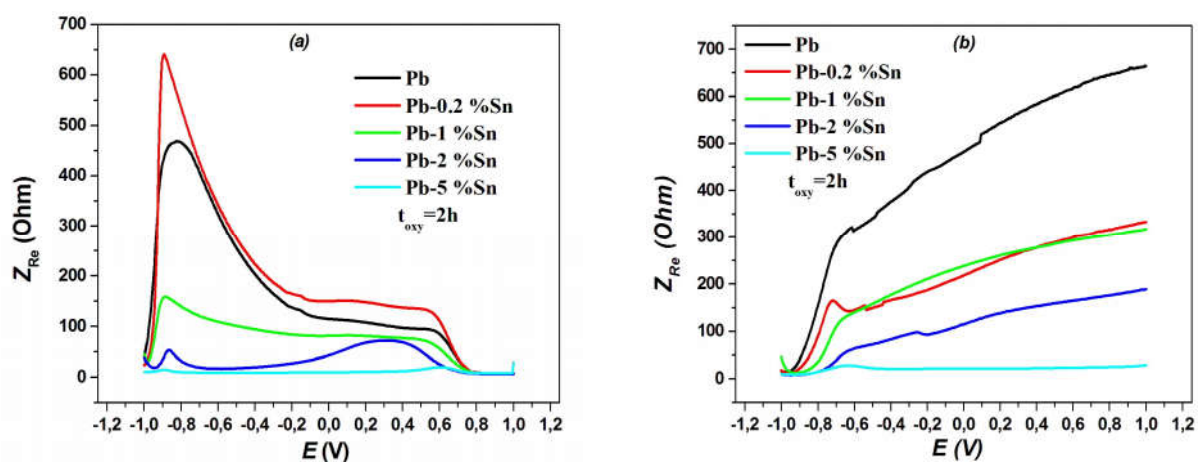 (a)
700
600
500
400
300
200
100
0
Z_Re (Ohm)
Pb
Pb-0.2 %Sn
Pb-1 %Sn
Pb-2 %Sn
Pb-5 %Sn
t_oxy=2h
-1,2 -1,0 -0,8 -0,6 -0,4 -0,2 0,0 0,2 0,4 0,6 0,8 1,0 1,2
E (V)
(b)
700
600
500
400
300
200
100
0
Z_Re (Ohm)
Pb
Pb-0.2 %Sn
Pb-1 %Sn
Pb-2 %Sn
Pb-5 %Sn
t_oxy=2h
-1,2 -1,0 -0,8 -0,6 -0,4 -0,2 0,0 0,2 0,4 0,6 0,8 1,0 1,2
E (V)